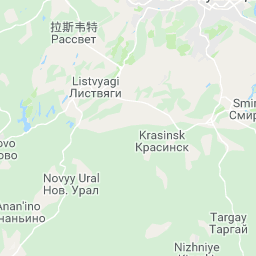 拉斯韦特
Рассвет
Listvyagi
Листвяги
Krasinsk
Красинск
Novyy Ural
Нов. Урал
Targay
Таргай
Nizhniye